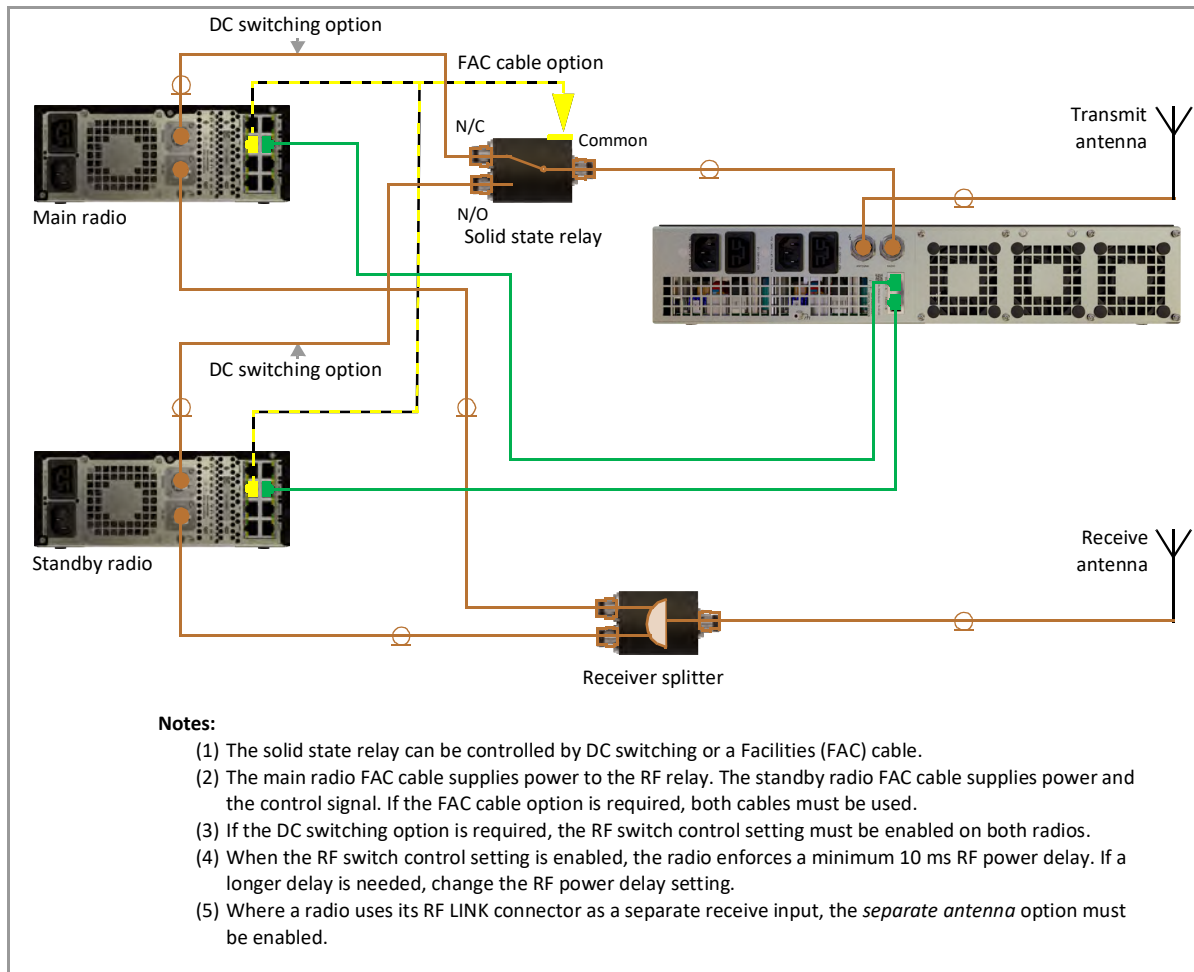 DC switching option
FAC cable option
Transmit
antenna
N/C
Common
Main radio
N/O
Solid state relay
DC switching option
Receive
antenna
Standby radio
Receiver splitter
Notes:
(1) The solid state relay can be controlled by DC switching or a Facilities (FAC) cable.
(2) The main radio FAC cable supplies power to the RF relay. The standby radio FAC cable supplies power and
the control signal. If the FAC cable option is required, both cables must be used.
(3) If the DC switching option is required, the RF switch control setting must be enabled on both radios.
(4) When the RF switch control setting is enabled, the radio enforces a minimum 10 ms RF power delay. If a
longer delay is needed, change the RF power delay setting.
(5) Where a radio uses its RF LINK connector as a separate receive input, the separate antenna option must
be enabled.